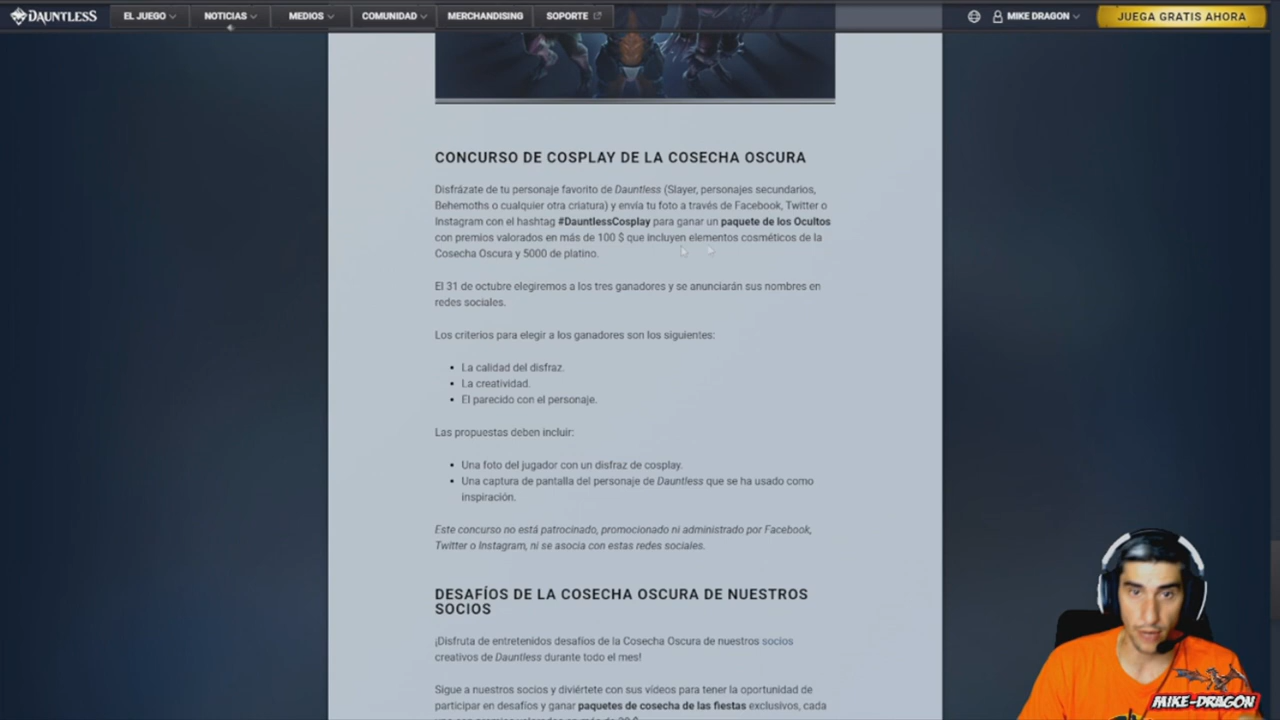 DAUNTLESS
EL JUEGO
NOTICIAS
MEDIOS
COMUNIDAD
MERCHANDISING
SOPORTE
MIKE DRAGON
JUEGA GRATIS AHORA
CONCURSO DE COSPLAY DE LA COSECHA OSCURA
Disfrázate de tu personaje favorito de Dauntless (Slayer, personajes secundarios,
Behemoths o cualquier otra criatura) y envía tu foto a través de Facebook, Twitter o
Instagram con el hashtag #DauntlessCosplay para ganar un paquete de los Ocultos
con premios valorados en más de 100 $ que incluyen elementos cosméticos de la
Cosecha Oscura y 5000 de platino.
El 31 de octubre elegiremos a los tres ganadores y se anunciarán sus nombres en
redes sociales.
Los criterios para elegir a los ganadores son los siguientes:
• La calidad del disfraz.
• La creatividad.
• El parecido con el personaje.
Las propuestas deben incluir:
• Una foto del jugador con un disfraz de cosplay.
• Una captura de pantalla del personaje de Dauntless que se ha usado como
inspiración.
Este concurso no está patrocinado, promocionado ni administrado por Facebook,
Twitter o Instagram, ni se asocia con estas redes sociales.
DESAFÍOS DE LA COSECHA OSCURA DE NUESTROS
SOCIOS
¡Disfruta de entretenidos desafíos de la Cosecha Oscura de nuestros socios
creativos de Dauntless durante todo el mes!
Sigue a nuestros socios y diviértete con sus vídeos para tener la oportunidad de
participar en desafíos y ganar paquetes de cosecha de las fiestas exclusivos, cada
MIKE-DRAGON